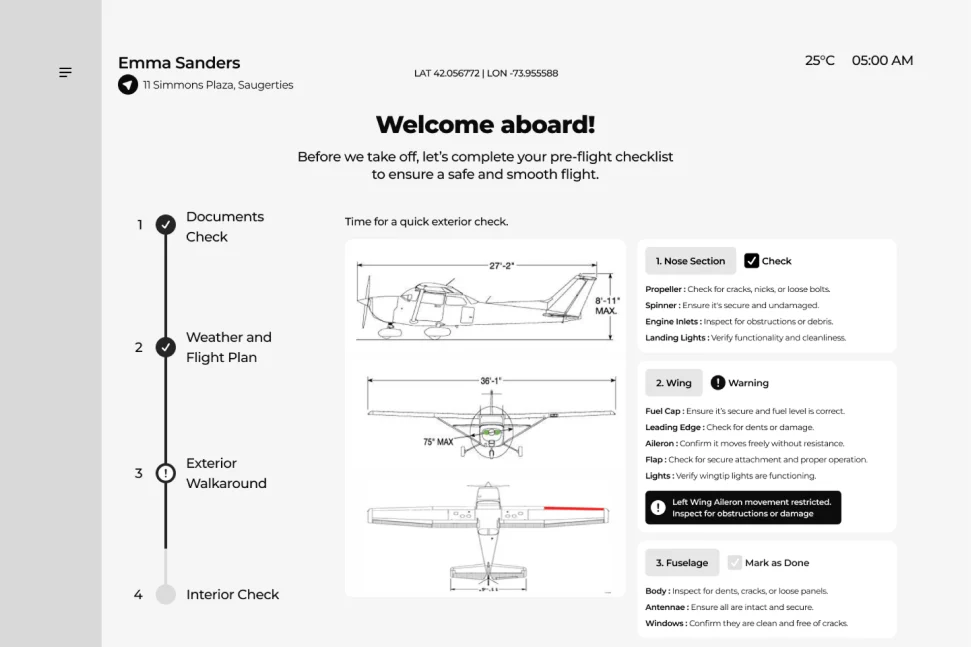 Emma Sanders
11 Simmons Plaza, Saugerties
LAT 42.056772 | LON -73.955588
25°C 05:00 AM
Welcome aboard!
Before we take off, let's complete your pre-flight checklist
to ensure a safe and smooth flight.
1 Documents
Check
2 Weather and
Flight Plan
3 Exterior
Walkaround
4 Interior Check
Time for a quick exterior check.
27'-2"
8'-11"
MAX.
36'-1"
75" MAX
1. Nose Section Check
Propeller : Check for cracks, nicks, or loose bolts.
Spinner : Ensure it's secure and undamaged.
Engine Inlets : Inspect for obstructions or debris.
Landing Lights : Verify functionality and cleanliness.
2. Wing Warning
Fuel Cap : Ensure it's secure and fuel level is correct.
Leading Edge : Check for dents or damage.
Aileron : Confirm it moves freely without resistance.
Flap : Check for secure attachment and proper operation.
Lights : Verify wingtip lights are functioning.
Left Wing Aileron movement restricted.
Inspect for obstructions or damage
3. Fuselage Mark as Done
Body : Inspect for dents, cracks, or loose panels.
Antennae : Ensure all are intact and secure.
Windows : Confirm they are clean and free of cracks.